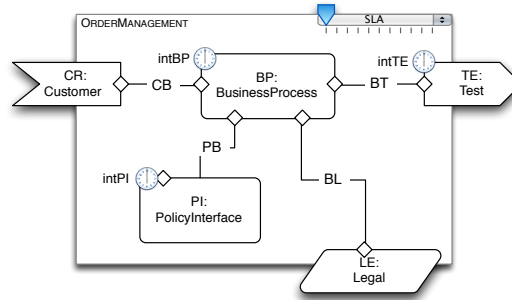 ORDERMANAGEMENT
SLA
intBP
intTE
CR:
Customer
CB
BP:
BusinessProcess
BT
TE:
Test
PB
intPI
PI:
PolicyInterface
BL
LE:
Legal